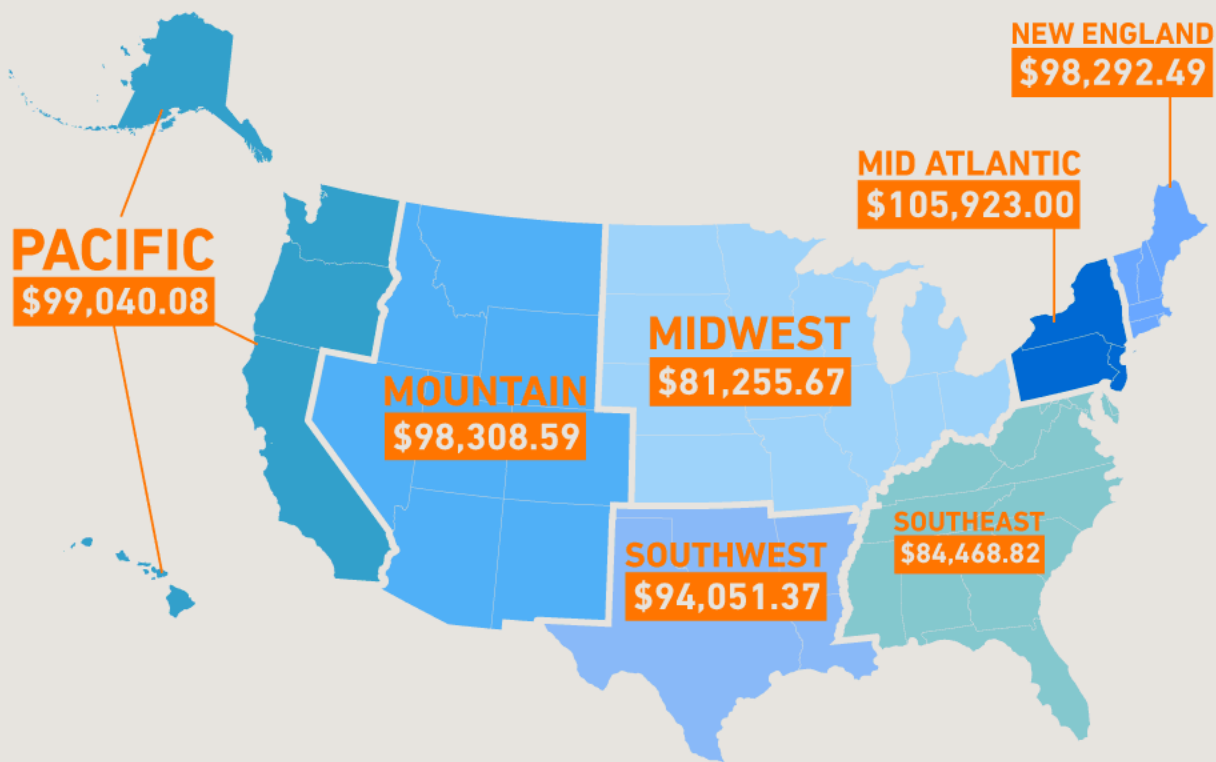 NEW ENGLAND
$98,292.49
MID ATLANTIC
$105,923.00
PACIFIC
$99,040.08
MIDWEST
$81,255.67
MOUNTAIN
$98,308.59
SOUTHEAST
$84,468.82
SOUTHWEST
$94,051.37